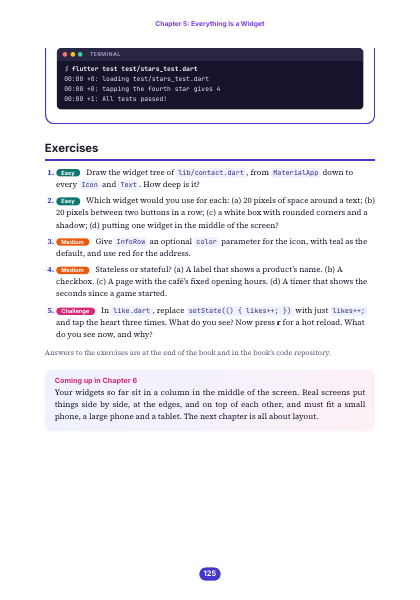 Chapter 5: Everything Is a Widget
TERMINAL
$ flutter test test/stars_test.dart
00:00 +0: loading test/stars_test.dart
00:00 +0: tapping the fourth star gives 4
00:00 +1: All tests passed!
Exercises
1. Easy Draw the widget tree of lib/contact.dart, from MaterialApp down to
every Icon and Text. How deep is it?
2. Easy Which widget would you use for each: (a) 20 pixels of space around a text; (b)
20 pixels between two buttons in a row; (c) a white box with rounded corners and a
shadow; (d) putting one widget in the middle of the screen?
3. Medium Give InfoRow an optional color parameter for the icon, with teal as the
default, and use red for the address.
4. Medium Stateless or stateful? (a) A label that shows a product's name. (b) A
checkbox. (c) A page with the café's fixed opening hours. (d) A timer that shows the
seconds since a game started.
5. Challenge In like.dart, replace setState(() { likes++; }) with just likes++;
and tap the heart three times. What do you see? Now press r for a hot reload. What
do you see now, and why?
Answers to the exercises are at the end of the book and in the book's code repository.
Coming up in Chapter 6
Your widgets so far sit in a column in the middle of the screen. Real screens put
things side by side, at the edges, and on top of each other, and must fit a small
phone, a large phone and a tablet. The next chapter is all about layout.
125